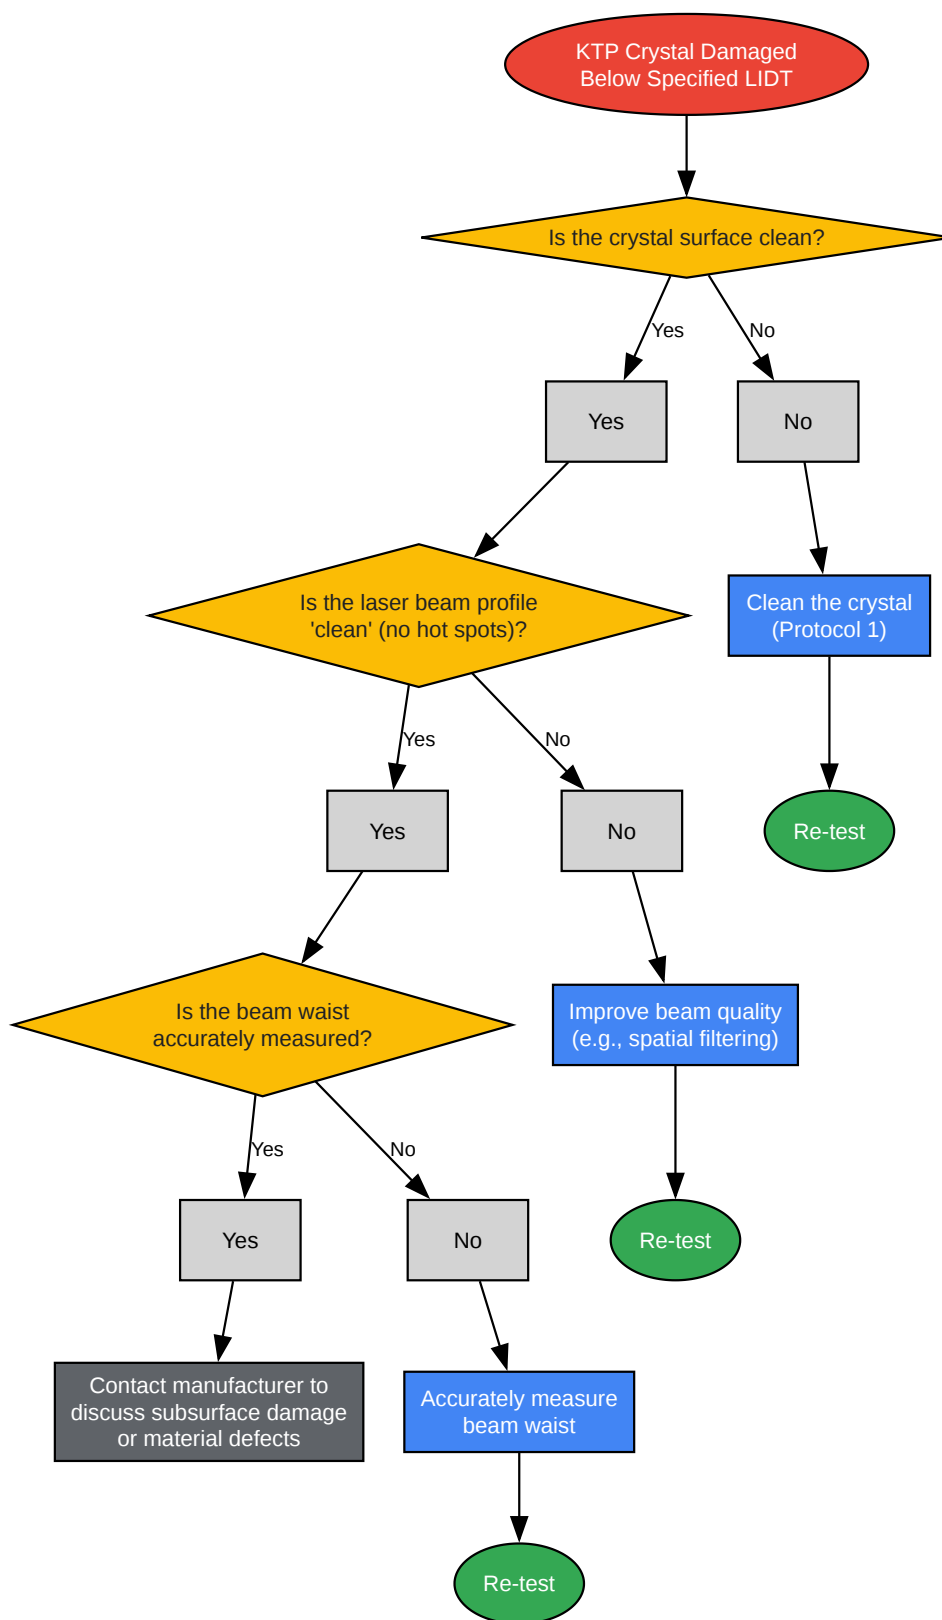 KTP Crystal Damaged
Below Specified LIDT
Is the crystal surface clean?
Yes
No
Yes
No
Is the laser beam profile
'clean' (no hot spots)?
Clean the crystal
(Protocol 1)
Yes
No
Yes
No
Re-test
Is the beam waist
accurately measured?
Improve beam quality
(e.g., spatial filtering)
Yes
No
Yes
No
Re-test
Contact manufacturer to
discuss subsurface damage
or material defects
Accurately measure
beam waist
Re-test